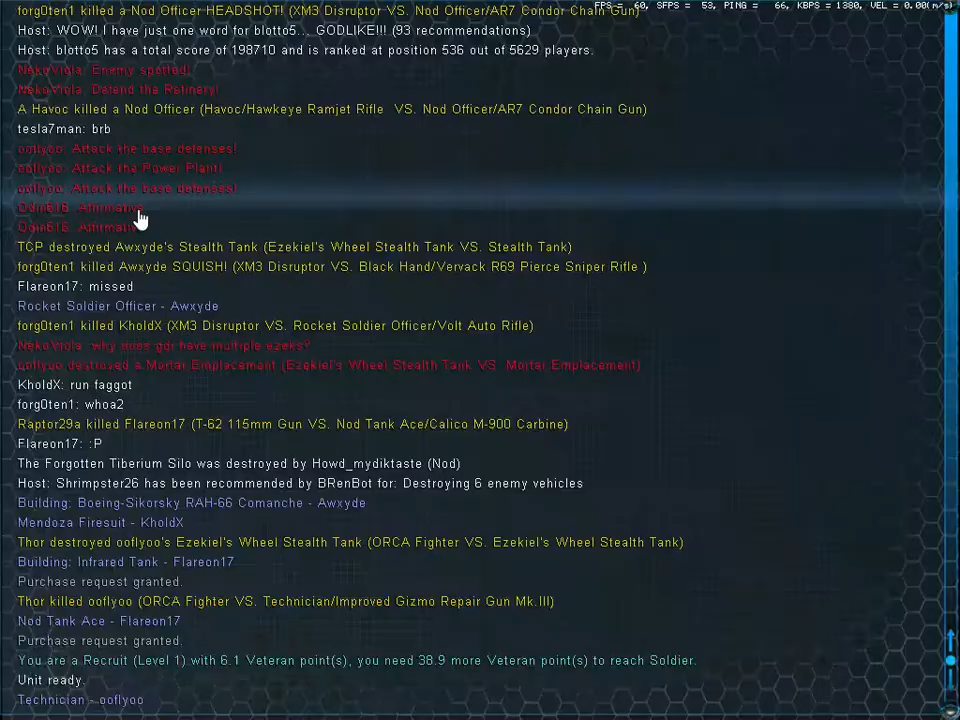 forg0ten1 killed a Nod Officer HEADSHOT! (XM3 Disruptor VS. Nod Officer/AR7 Condor Chain Gun)
FPS = 60, SFPS = 53, PING = 66, KBPS = 1380, VEL = 0.00(m/s)
Host: WOW! I have just one word for blotto5... GODLIKE!!! (93 recommendations)
Host: blotto5 has a total score of 198710 and is ranked at position 536 out of 5629 players.
NekoViola: Enemy spotted!
NekoViola: Defend the Refinery!
A Havoc killed a Nod Officer (Havoc/Hawkeye Ramjet Rifle VS. Nod Officer/AR7 Condor Chain Gun)
tesla7man: brb
ooflyoo: Attack the base defenses!
ooflyoo: Attack the Power Plant!
ooflyoo: Attack the base defenses!
Odin616: Affirmative
Odin616:
TCP destroyed Awxyde's Stealth Tank (Ezekiel's Wheel Stealth Tank VS. Stealth Tank)
forg0ten1 killed Awxyde SQUISH! (XM3 Disruptor VS. Black Hand/Vervack R69 Pierce Sniper Rifle )
Flareon17: missed
Rocket Soldier Officer - Awxyde
forg0ten1 killed KholdX (XM3 Disruptor VS. Rocket Soldier Officer/Volt Auto Rifle)
NekoViola: why must gdi have multiple ezeks?
ooflyoo destroyed a Mortar Emplacement (Ezekiel's Wheel Stealth Tank VS. Mortar Emplacement)
KholdX: run faggot
forg0ten1: whoa2
Raptor29a killed Flareon17 (T-62 115mm Gun VS. Nod Tank Ace/Calico M-900 Carbine)
Flareon17: :P
The Forgotten Tiberium Silo was destroyed by Howd_mydiktaste (Nod)
Host: Shrimpster26 has been recommended by BRenBot for: Destroying 6 enemy vehicles
Building: Boeing-Sikorsky RAH-66 Comanche - Awxyde
Mendoza Firesuit - KholdX
Thor destroyed ooflyoo's Ezekiel's Wheel Stealth Tank (ORCA Fighter VS. Ezekiel's Wheel Stealth Tank)
Building: Infrared Tank - Flareon17
Purchase request granted.
Thor killed ooflyoo (ORCA Fighter VS. Technician/Improved Gizmo Repair Gun Mk.III)
Nod Tank Ace - Flareon17
Purchase request granted.
You are a Recruit (Level 1) with 6.1 Veteran point(s), you need 38.9 more Veteran point(s) to reach Soldier.
Unit ready.
Technician - ooflyoo